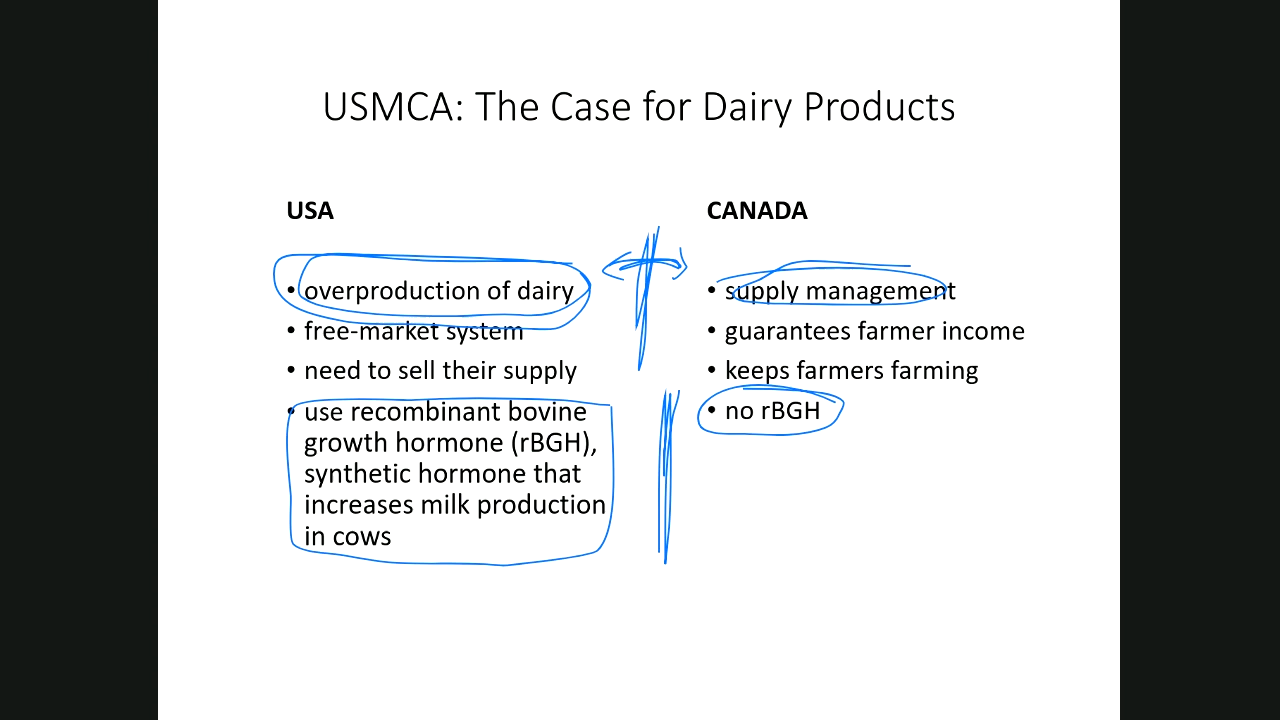 USMCA: The Case for Dairy Products
USA
• overproduction of dairy
• free-market system
• need to sell their supply
• use recombinant bovine
growth hormone (rBGH),
synthetic hormone that
increases milk production
in cows
CANADA
• supply management
• guarantees farmer income
• keeps farmers farming
• no rBGH